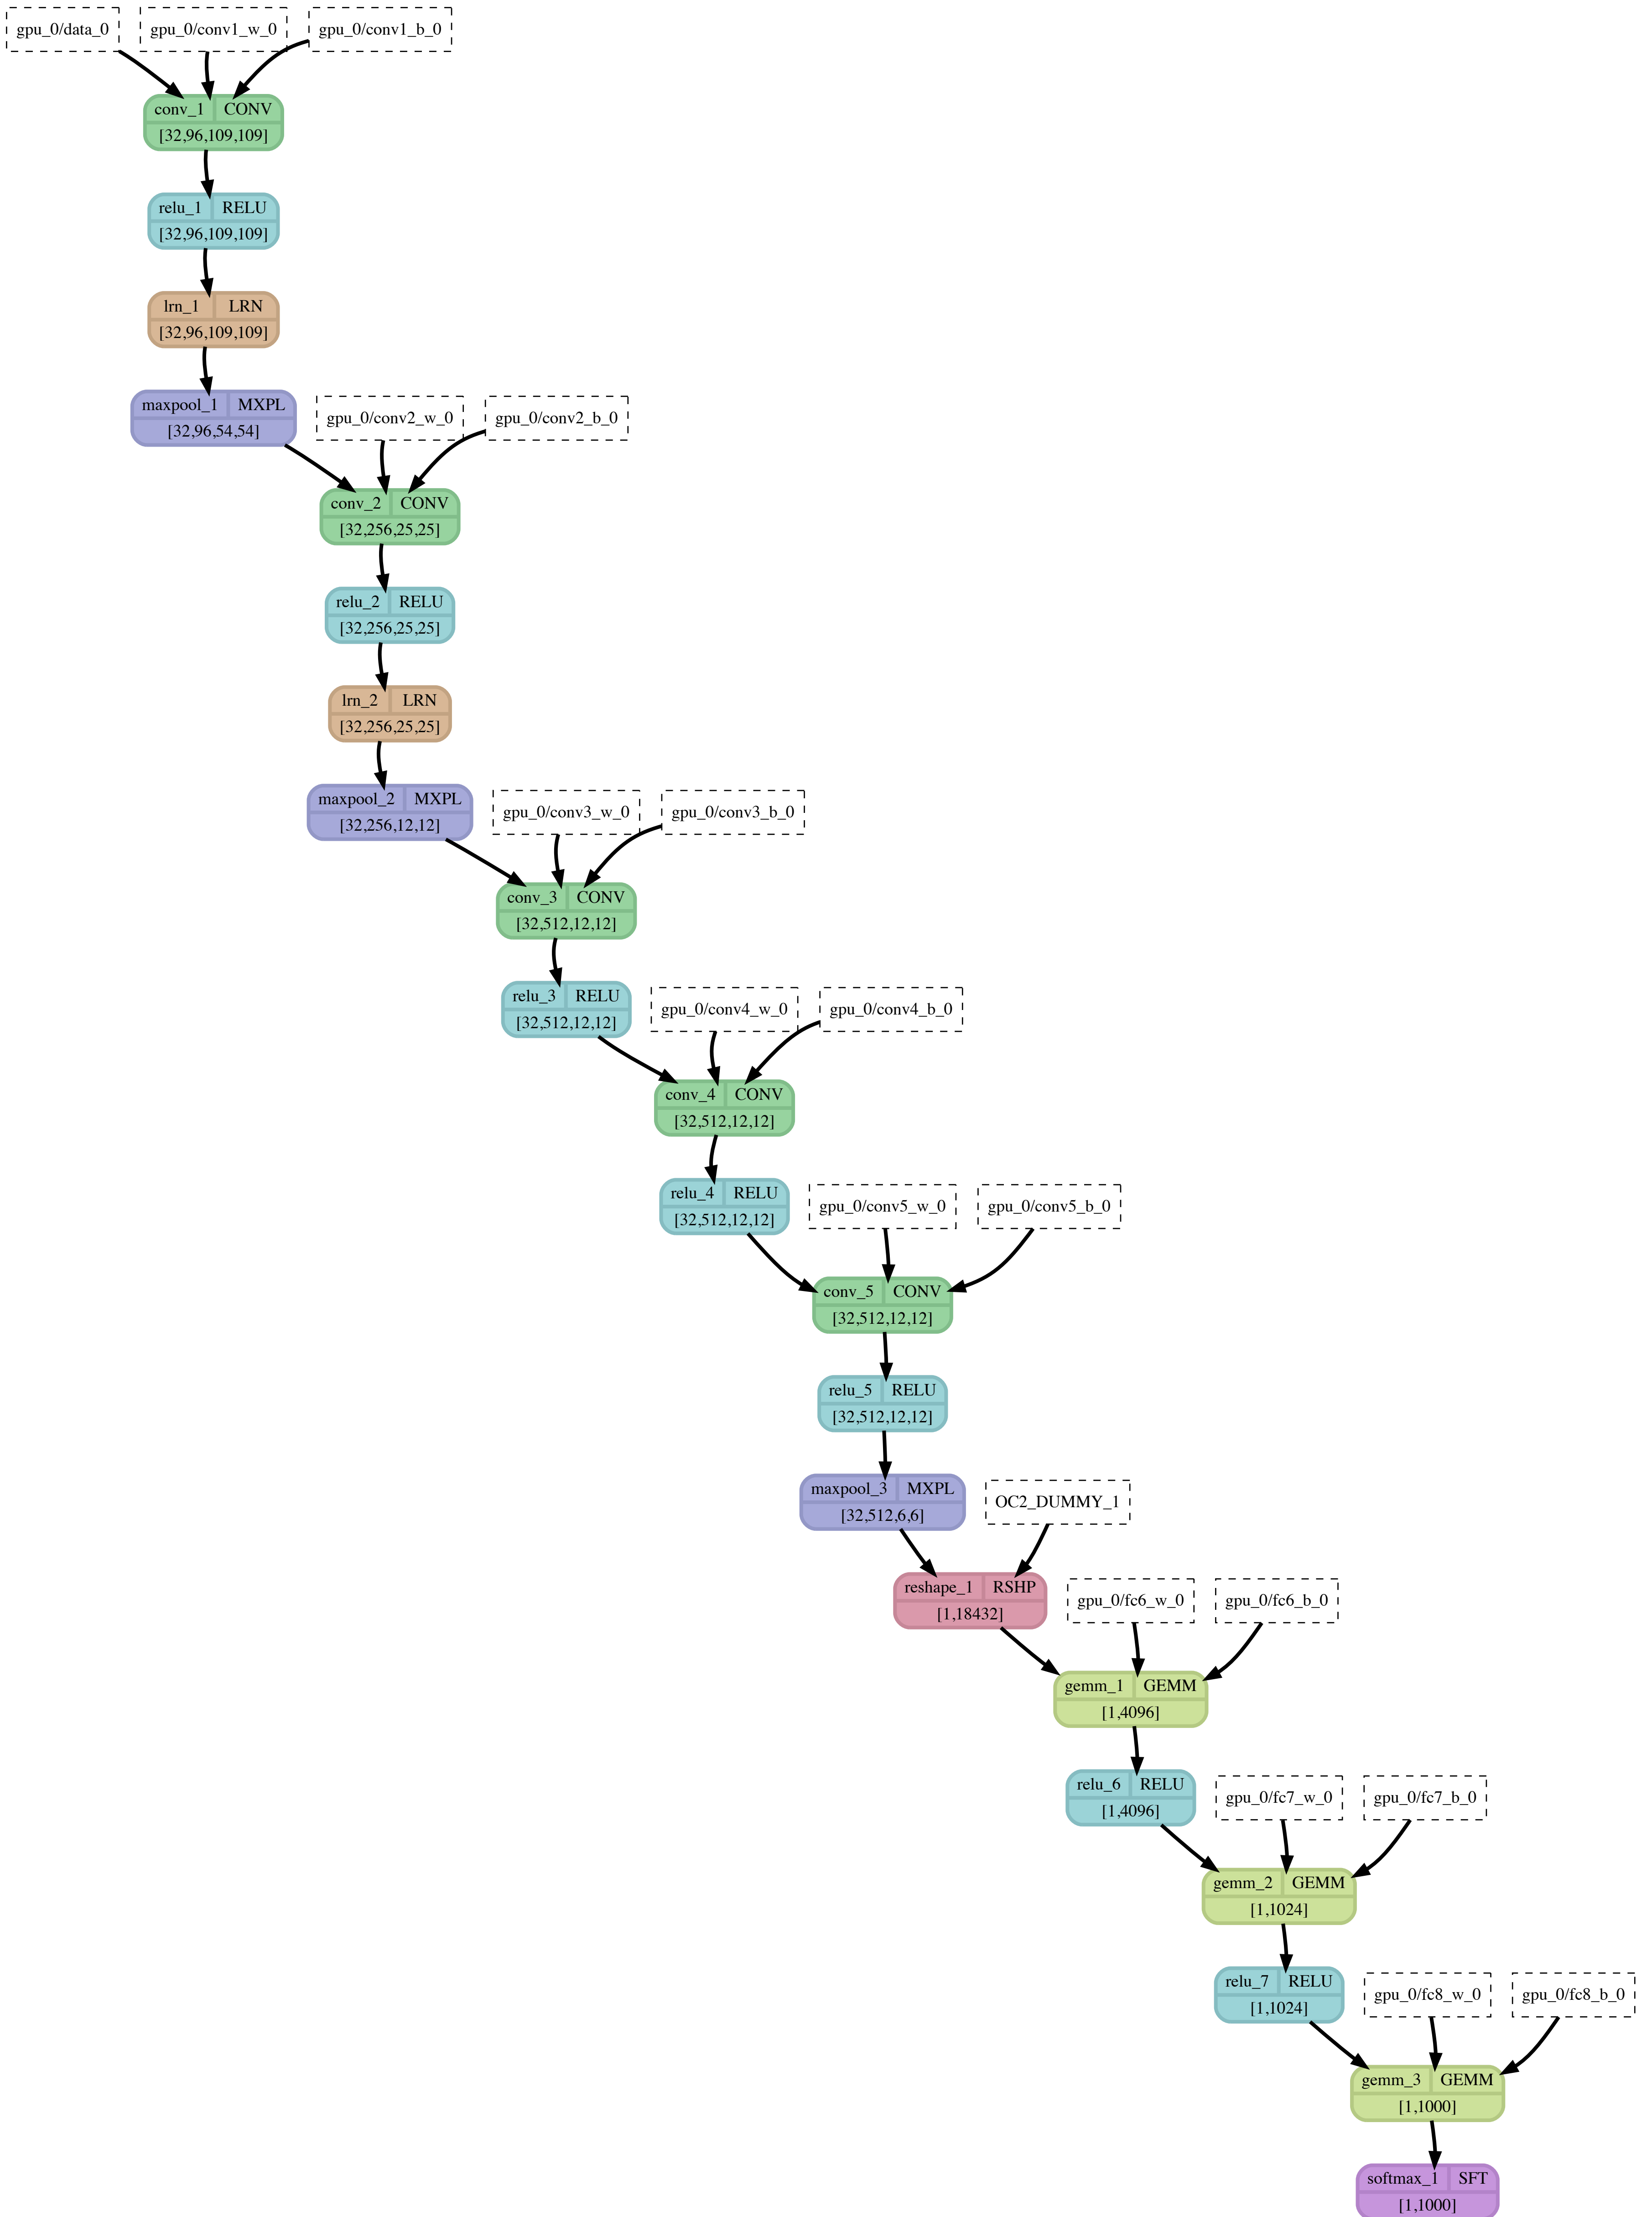 gpu_0/data_0
gpu_0/conv1_w_0
gpu_0/conv1_b_0
conv_1 CONV
[32,96,109,109]
relu_1 RELU
[32,96,109,109]
lrn_1 LRN
[32,96,109,109]
maxpool_1 MXPL
[32,96,54,54]
gpu_0/conv2_w_0
gpu_0/conv2_b_0
conv_2 CONV
[32,256,25,25]
relu_2 RELU
[32,256,25,25]
lrn_2 LRN
[32,256,25,25]
maxpool_2 MXPL
[32,256,12,12]
gpu_0/conv3_w_0
gpu_0/conv3_b_0
conv_3 CONV
[32,512,12,12]
relu_3 RELU
[32,512,12,12]
gpu_0/conv4_w_0
gpu_0/conv4_b_0
conv_4 CONV
[32,512,12,12]
relu_4 RELU
[32,512,12,12]
gpu_0/conv5_w_0
gpu_0/conv5_b_0
conv_5 CONV
[32,512,12,12]
relu_5 RELU
[32,512,12,12]
maxpool_3 MXPL
[32,512,6,6]
OC2_DUMMY_1
reshape_1 RSHP
[1,18432]
gpu_0/fc6_w_0
gpu_0/fc6_b_0
gemm_1 GEMM
[1,4096]
relu_6 RELU
[1,4096]
gpu_0/fc7_w_0
gpu_0/fc7_b_0
gemm_2 GEMM
[1,1024]
relu_7 RELU
[1,1024]
gpu_0/fc8_w_0
gpu_0/fc8_b_0
gemm_3 GEMM
[1,1000]
softmax_1 SFT
[1,1000]